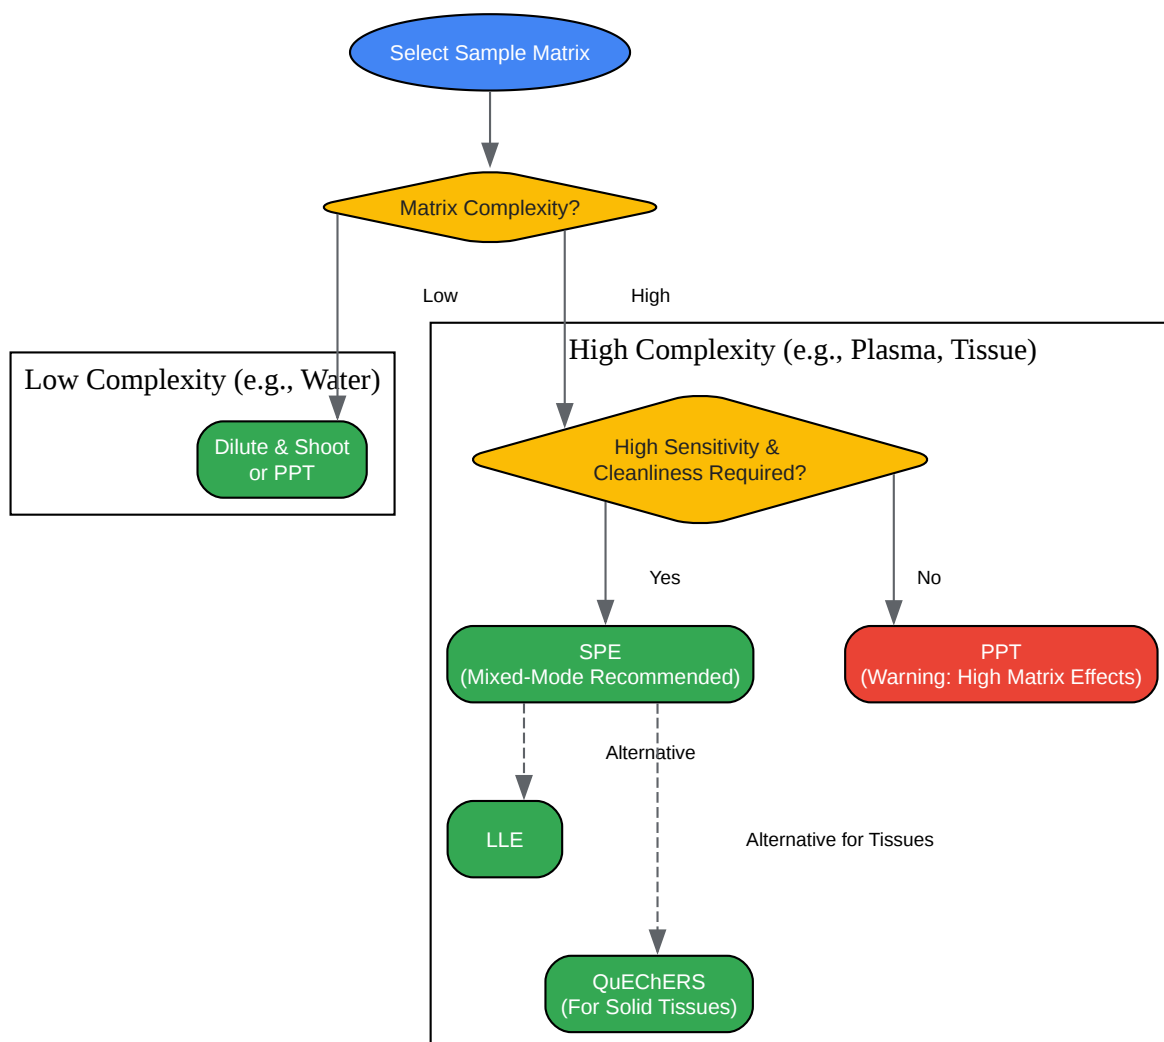 Select Sample Matrix
Matrix Complexity?
Low
High
Low Complexity (e.g., Water)
High Complexity (e.g., Plasma, Tissue)
Dilute & Shoot
or PPT
High Sensitivity &
Cleanliness Required?
Yes
No
SPE
(Mixed-Mode Recommended)
PPT
(Warning: High Matrix Effects)
Alternative
LLE
Alternative for Tissues
QuEChERS
(For Solid Tissues)